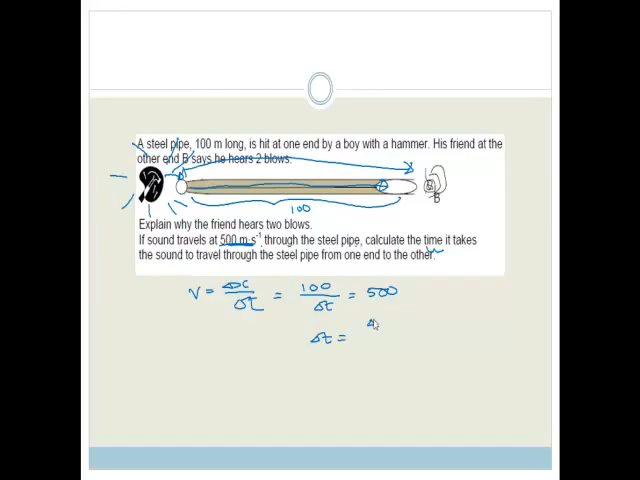 A steel pipe, 100 m long, is hit at one end by a boy with a hammer. His friend at the
other end B says he hears 2 blows.
A
B
100
Explain why the friend hears two blows.
If sound travels at 500 m·s⁻¹, through the steel pipe, calculate the time it takes
the sound to travel through the steel pipe from one end to the other.
V = Δx/Δt = 100/Δt = 500
Δt =